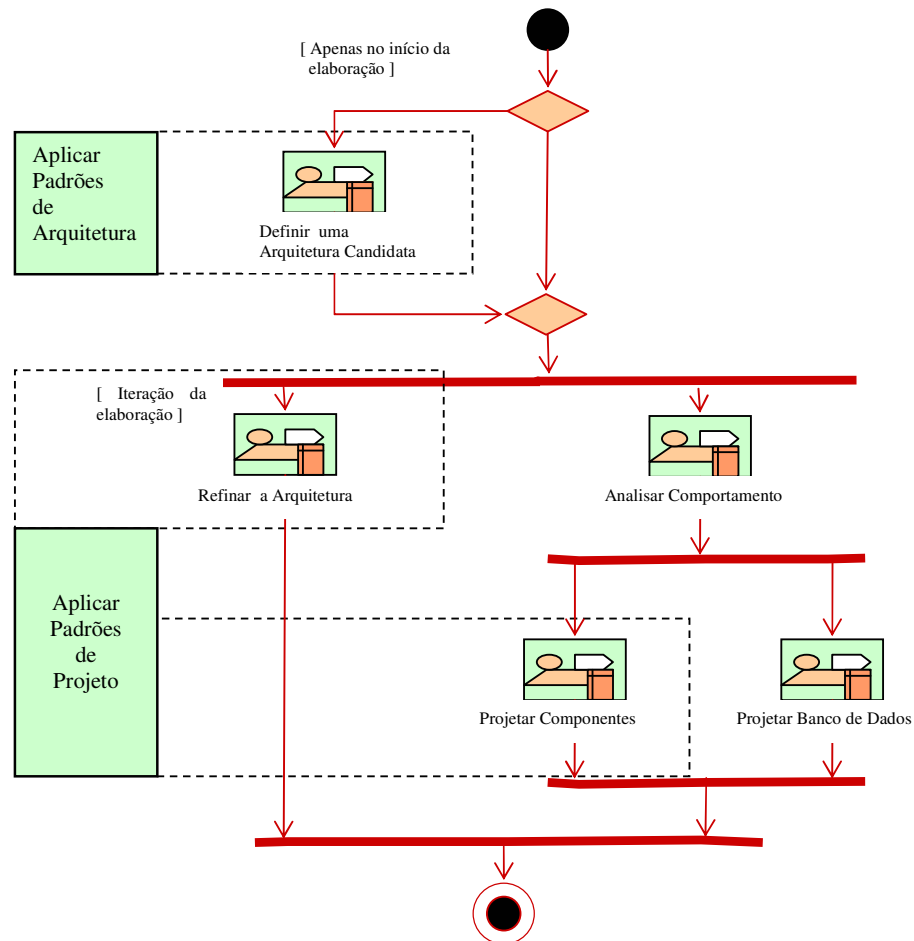 [ Apenas no início da
elaboração ]
Aplicar
Padrões
de
Arquitetura
Definir uma
Arquitetura Candidata
[ Iteração da
elaboração ]
Refinar a Arquitetura
Analisar Comportamento
Aplicar
Padrões
de
Projeto
Projetar Componentes
Projetar Banco de Dados